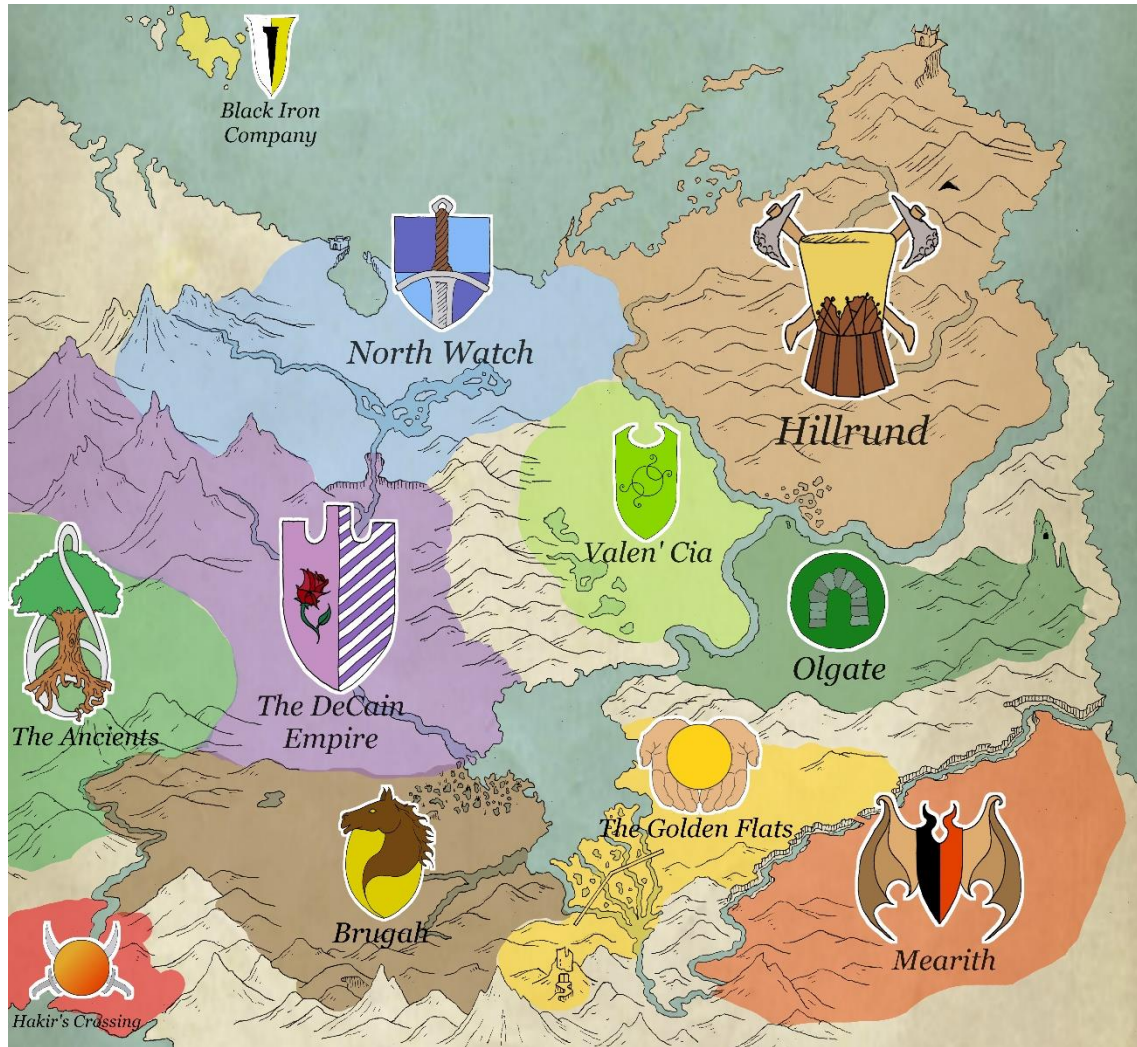 Black Iron
Company
North Watch
Hillrund
Valen' Cia
Olgate
The DeCain
Empire
The Ancients
The Golden Flats
Brugah
Mearith
Hakir's Crossing